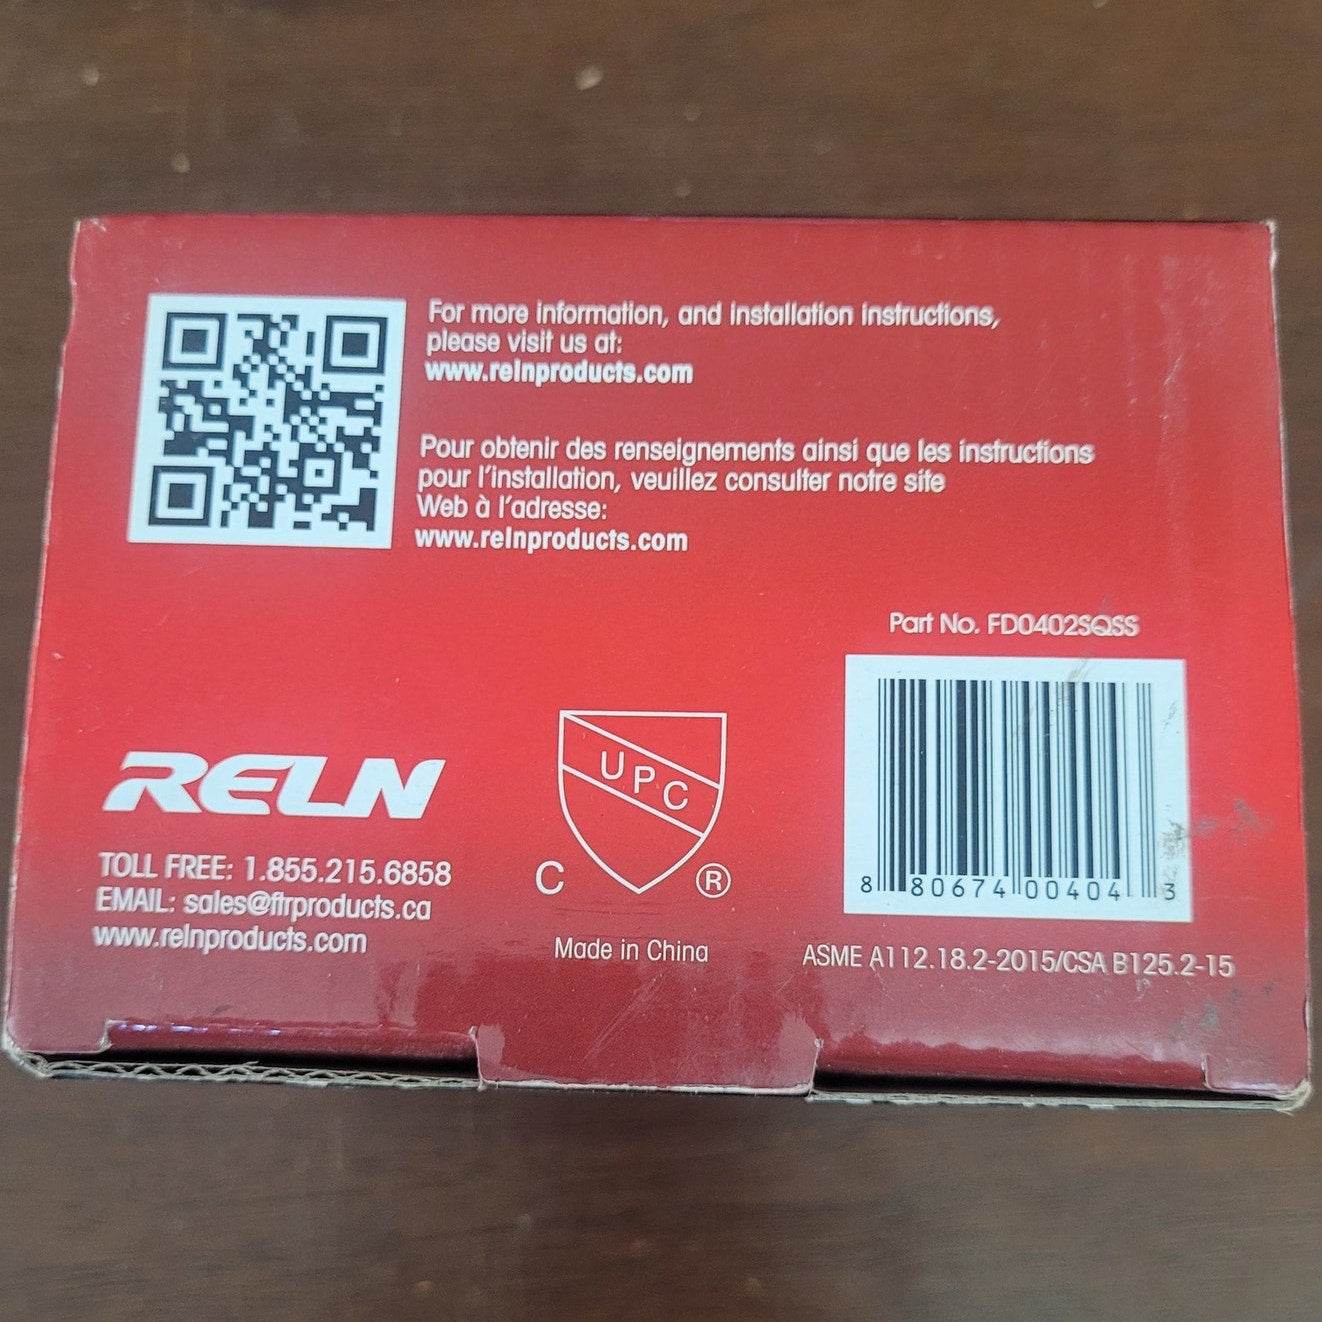 For more information, and installation instructions,
please visit us at:
www.relnproducts.com
Pour obtenir des renseignements ainsi que les instructions
pour l'installation, veuillez consulter notre site
Web à l'adresse:
www.relnproducts.com
Part No. FD0402SQSS
8 80674 00404 3
RELN
TOLL FREE: 1.855.215.6858
EMAIL: sales@ftrproducts.ca
www.relnproducts.com
UPC
C ®
Made in China
ASME A112.18.2-2015/CSA B125.2-15